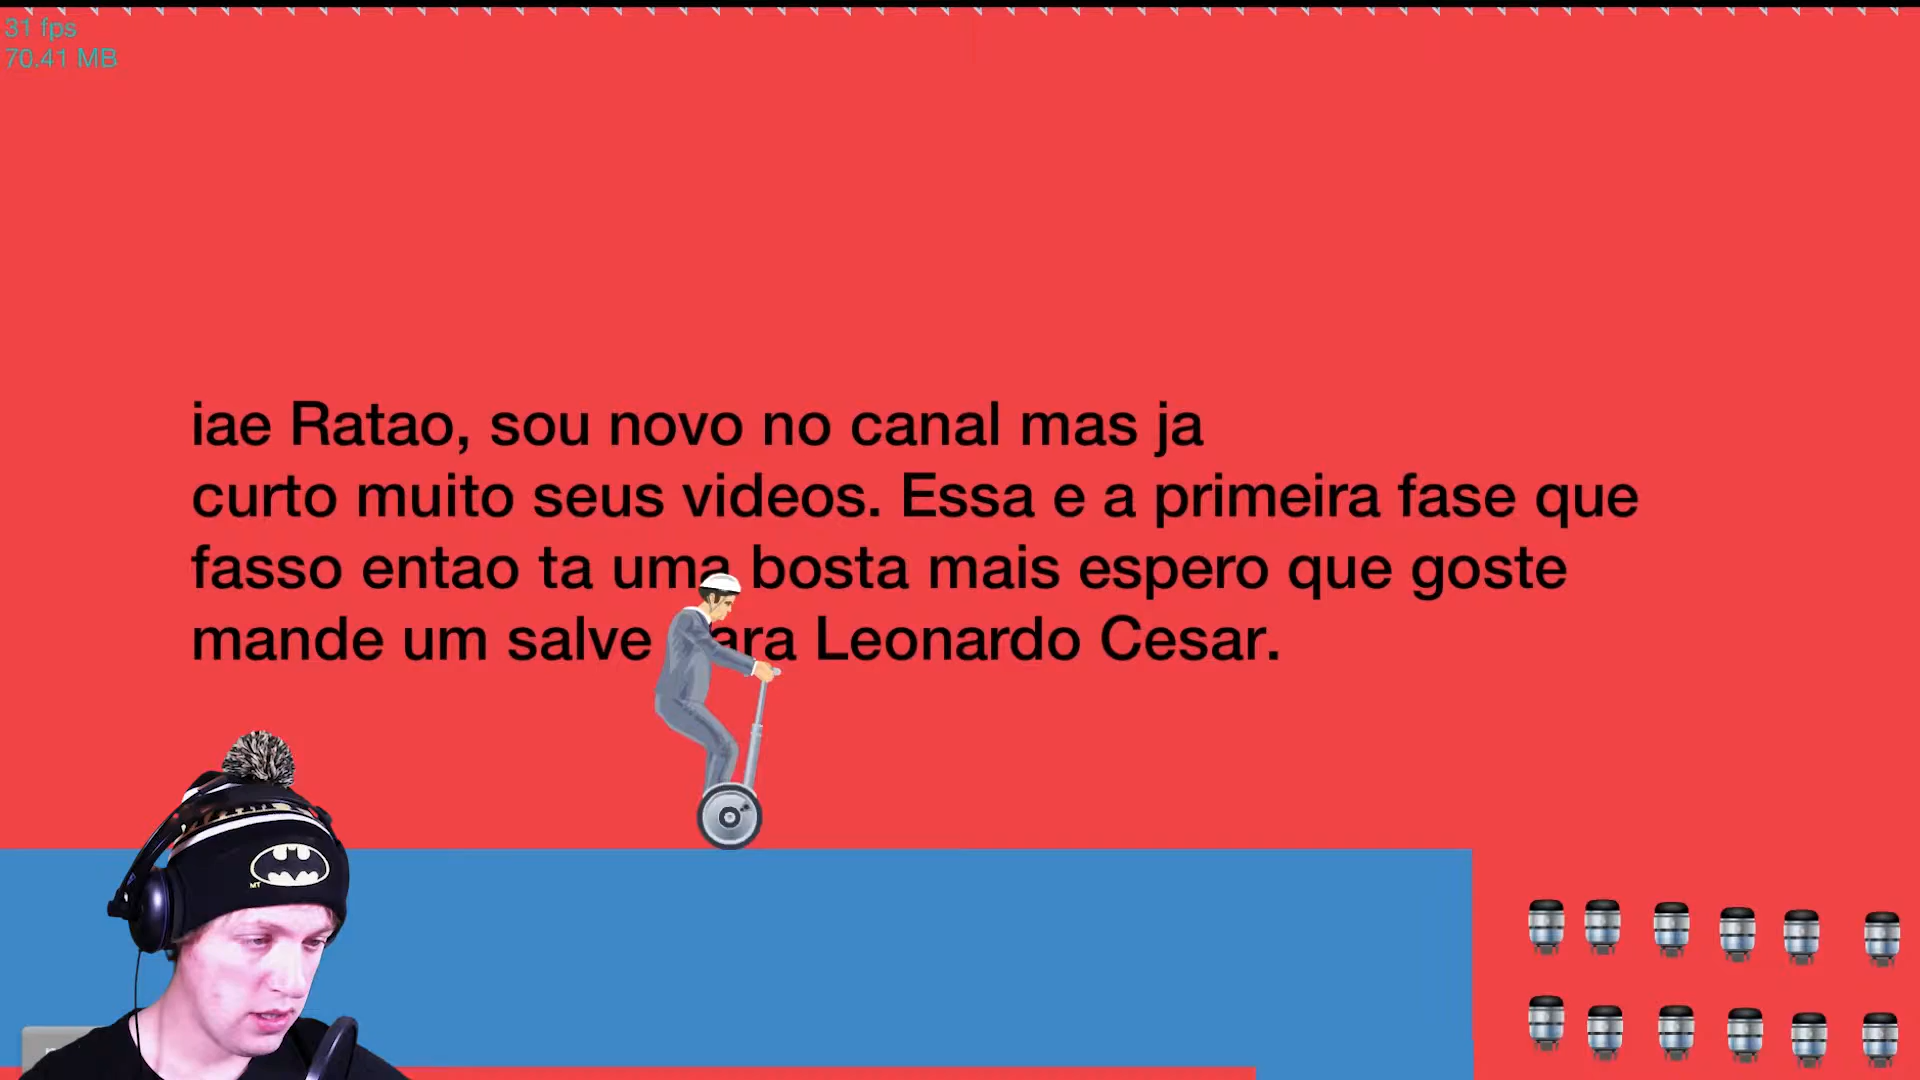 31 fps
70.41 MB
iae Ratao, sou novo no canal mas ja
curto muito seus videos. Essa e a primeira fase que
fasso entao ta uma bosta mais espero que goste
mande um salve Leonardo Cesar.
MT